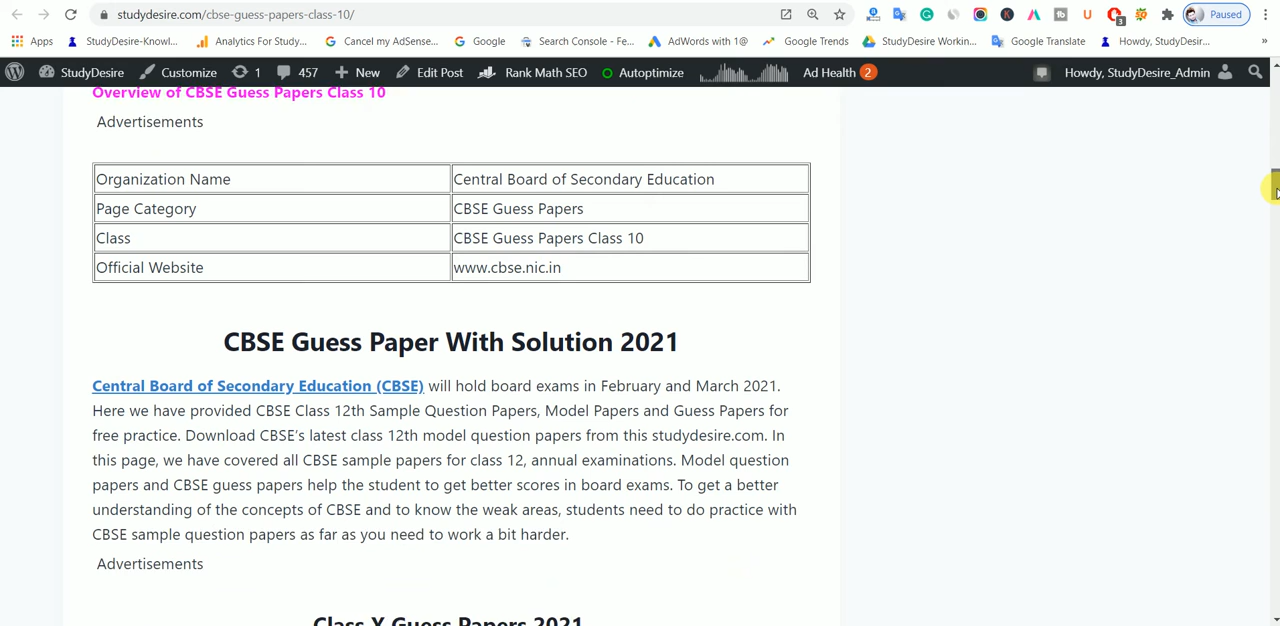 studydesire.com/cbse-guess-papers-class-10/
Paused
Apps StudyDesire-Knowl... Analytics For Study... Cancel my AdSense... Google Search Console - Fe... AdWords with 1@ Google Trends StudyDesire Workin... Google Translate Howdy, StudyDesir... »
StudyDesire Customize 1 457 New Edit Post Rank Math SEO Autoptimize Ad Health 2 Howdy, StudyDesire_Admin
Overview of CBSE Guess Papers Class 10
Advertisements
Organization Name Central Board of Secondary Education
Page Category CBSE Guess Papers
Class CBSE Guess Papers Class 10
Official Website www.cbse.nic.in
CBSE Guess Paper With Solution 2021
Central Board of Secondary Education (CBSE) will hold board exams in February and March 2021.
Here we have provided CBSE Class 12th Sample Question Papers, Model Papers and Guess Papers for
free practice. Download CBSE's latest class 12th model question papers from this studydesire.com. In
this page, we have covered all CBSE sample papers for class 12, annual examinations. Model question
papers and CBSE guess papers help the student to get better scores in board exams. To get a better
understanding of the concepts of CBSE and to know the weak areas, students need to do practice with
CBSE sample question papers as far as you need to work a bit harder.
Advertisements
Class X Guess Papers 2021